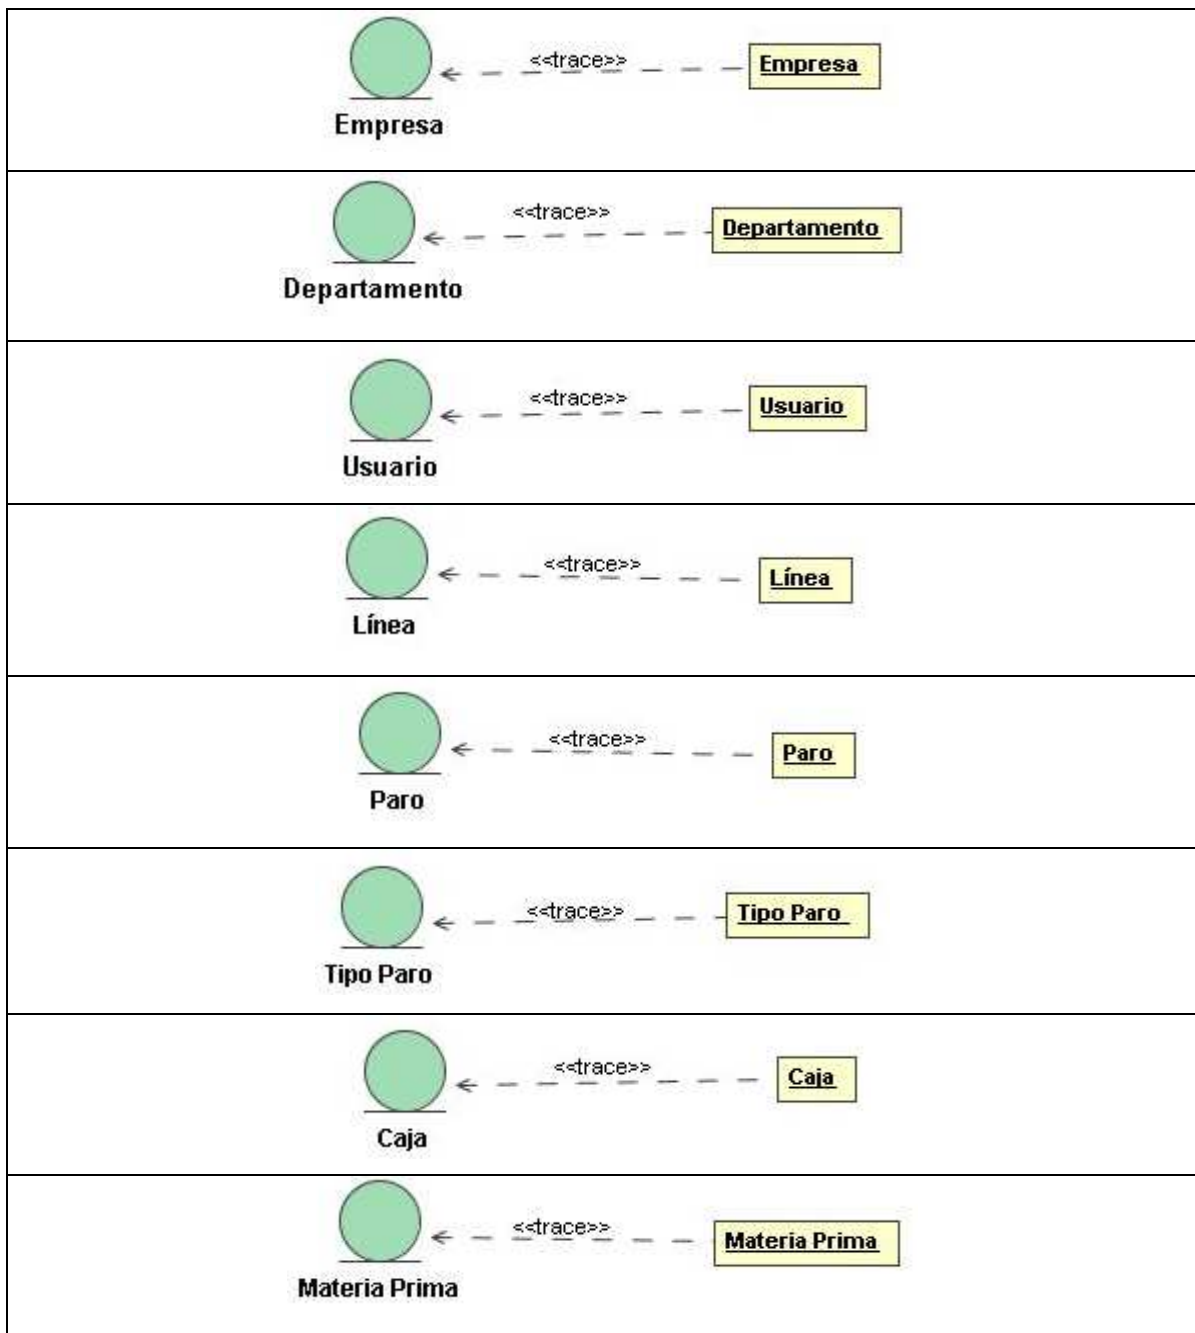 <<trace>>
Empresa
Empresa
<<trace>>
Departamento
Departamento
<<trace>>
Usuario
Usuario
<<trace>>
Línea
Línea
<<trace>>
Paro
Paro
<<trace>>
Tipo Paro
Tipo Paro
<<trace>>
Caja
Caja
<<trace>>
Materia Prima
Materia Prima